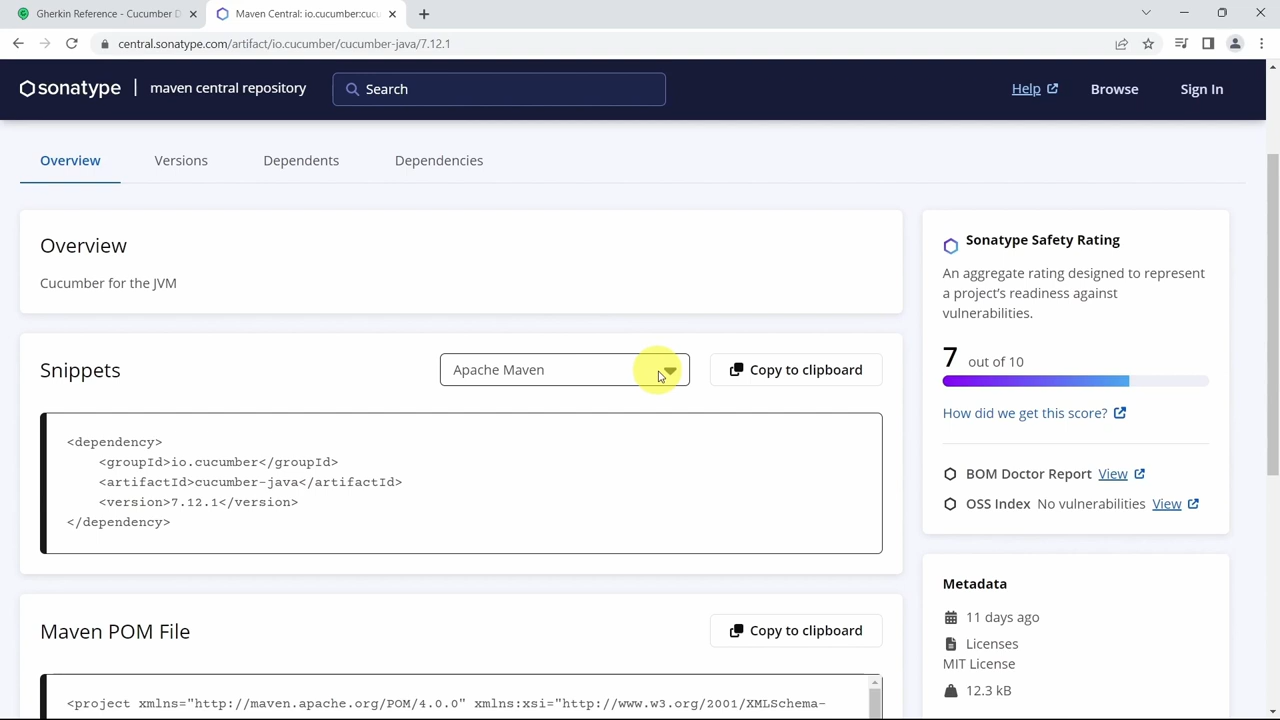 Gherkin Reference - Cucumber D
Maven Central: io.cucumber:cucu
central.sonatype.com/artifact/io.cucumber/cucumber-java/7.12.1
sonatype
maven central repository
Search
Help
Browse
Sign In
Overview
Versions
Dependents
Dependencies
Overview
Cucumber for the JVM
Snippets
Apache Maven
Copy to clipboard
<dependency>
    <groupId>io.cucumber</groupId>
    <artifactId>cucumber-java</artifactId>
    <version>7.12.1</version>
</dependency>
Maven POM File
Copy to clipboard
<project xmlns="http://maven.apache.org/POM/4.0.0" xmlns:xsi="http://www.w3.org/2001/XMLSchema-
Sonatype Safety Rating
An aggregate rating designed to represent
a project's readiness against
vulnerabilities.
7 out of 10
How did we get this score?
BOM Doctor Report View
OSS Index No vulnerabilities View
Metadata
11 days ago
Licenses
MIT License
12.3 kB